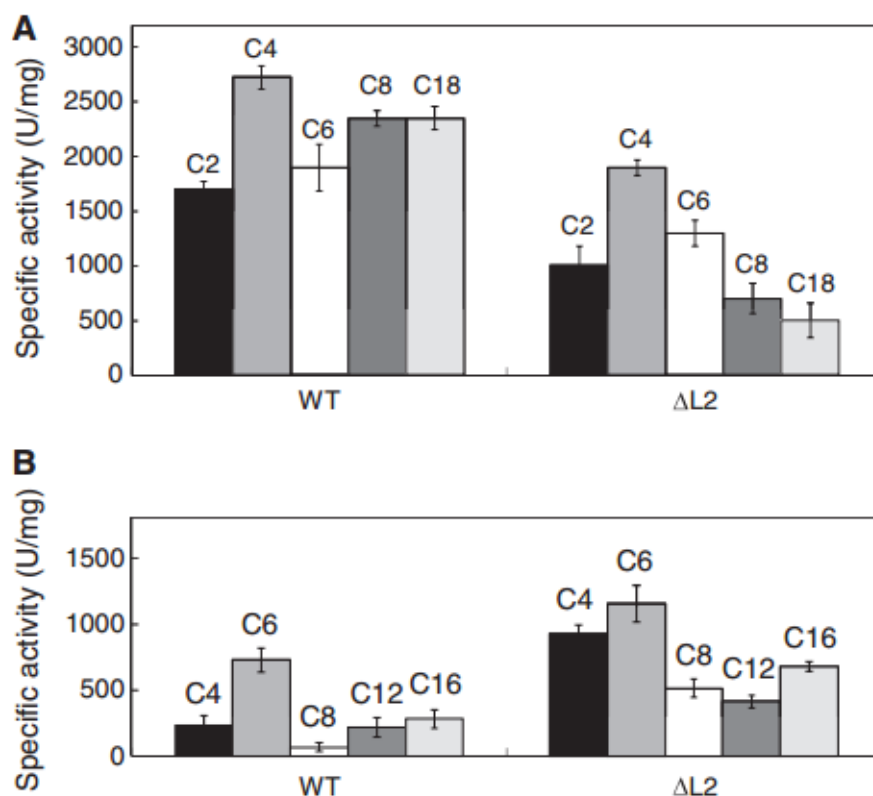 A
Specific activity (U/mg)
3000
2500
2000
1500
1000
500
0
C2
C4
C6
C8
C18
C2
C4
C6
C8
C18
WT
ΔL2
B
Specific activity (U/mg)
1500
1000
500
0
C4
C6
C8
C12
C16
C4
C6
C8
C12
C16
WT
ΔL2